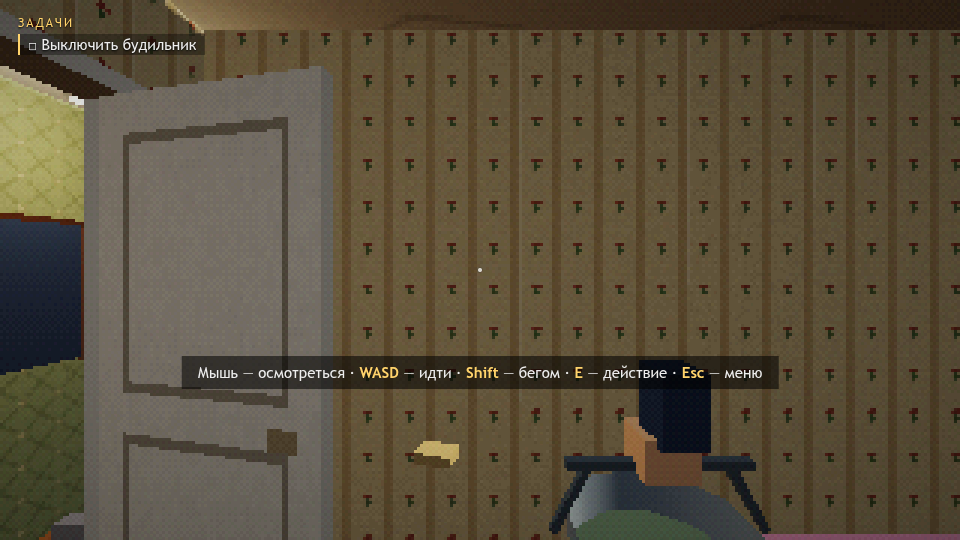 ЗАДАЧИ
□ Выключить будильник
Мышь — осмотреться · WASD — идти · Shift — бегом · E — действие · Esc — меню